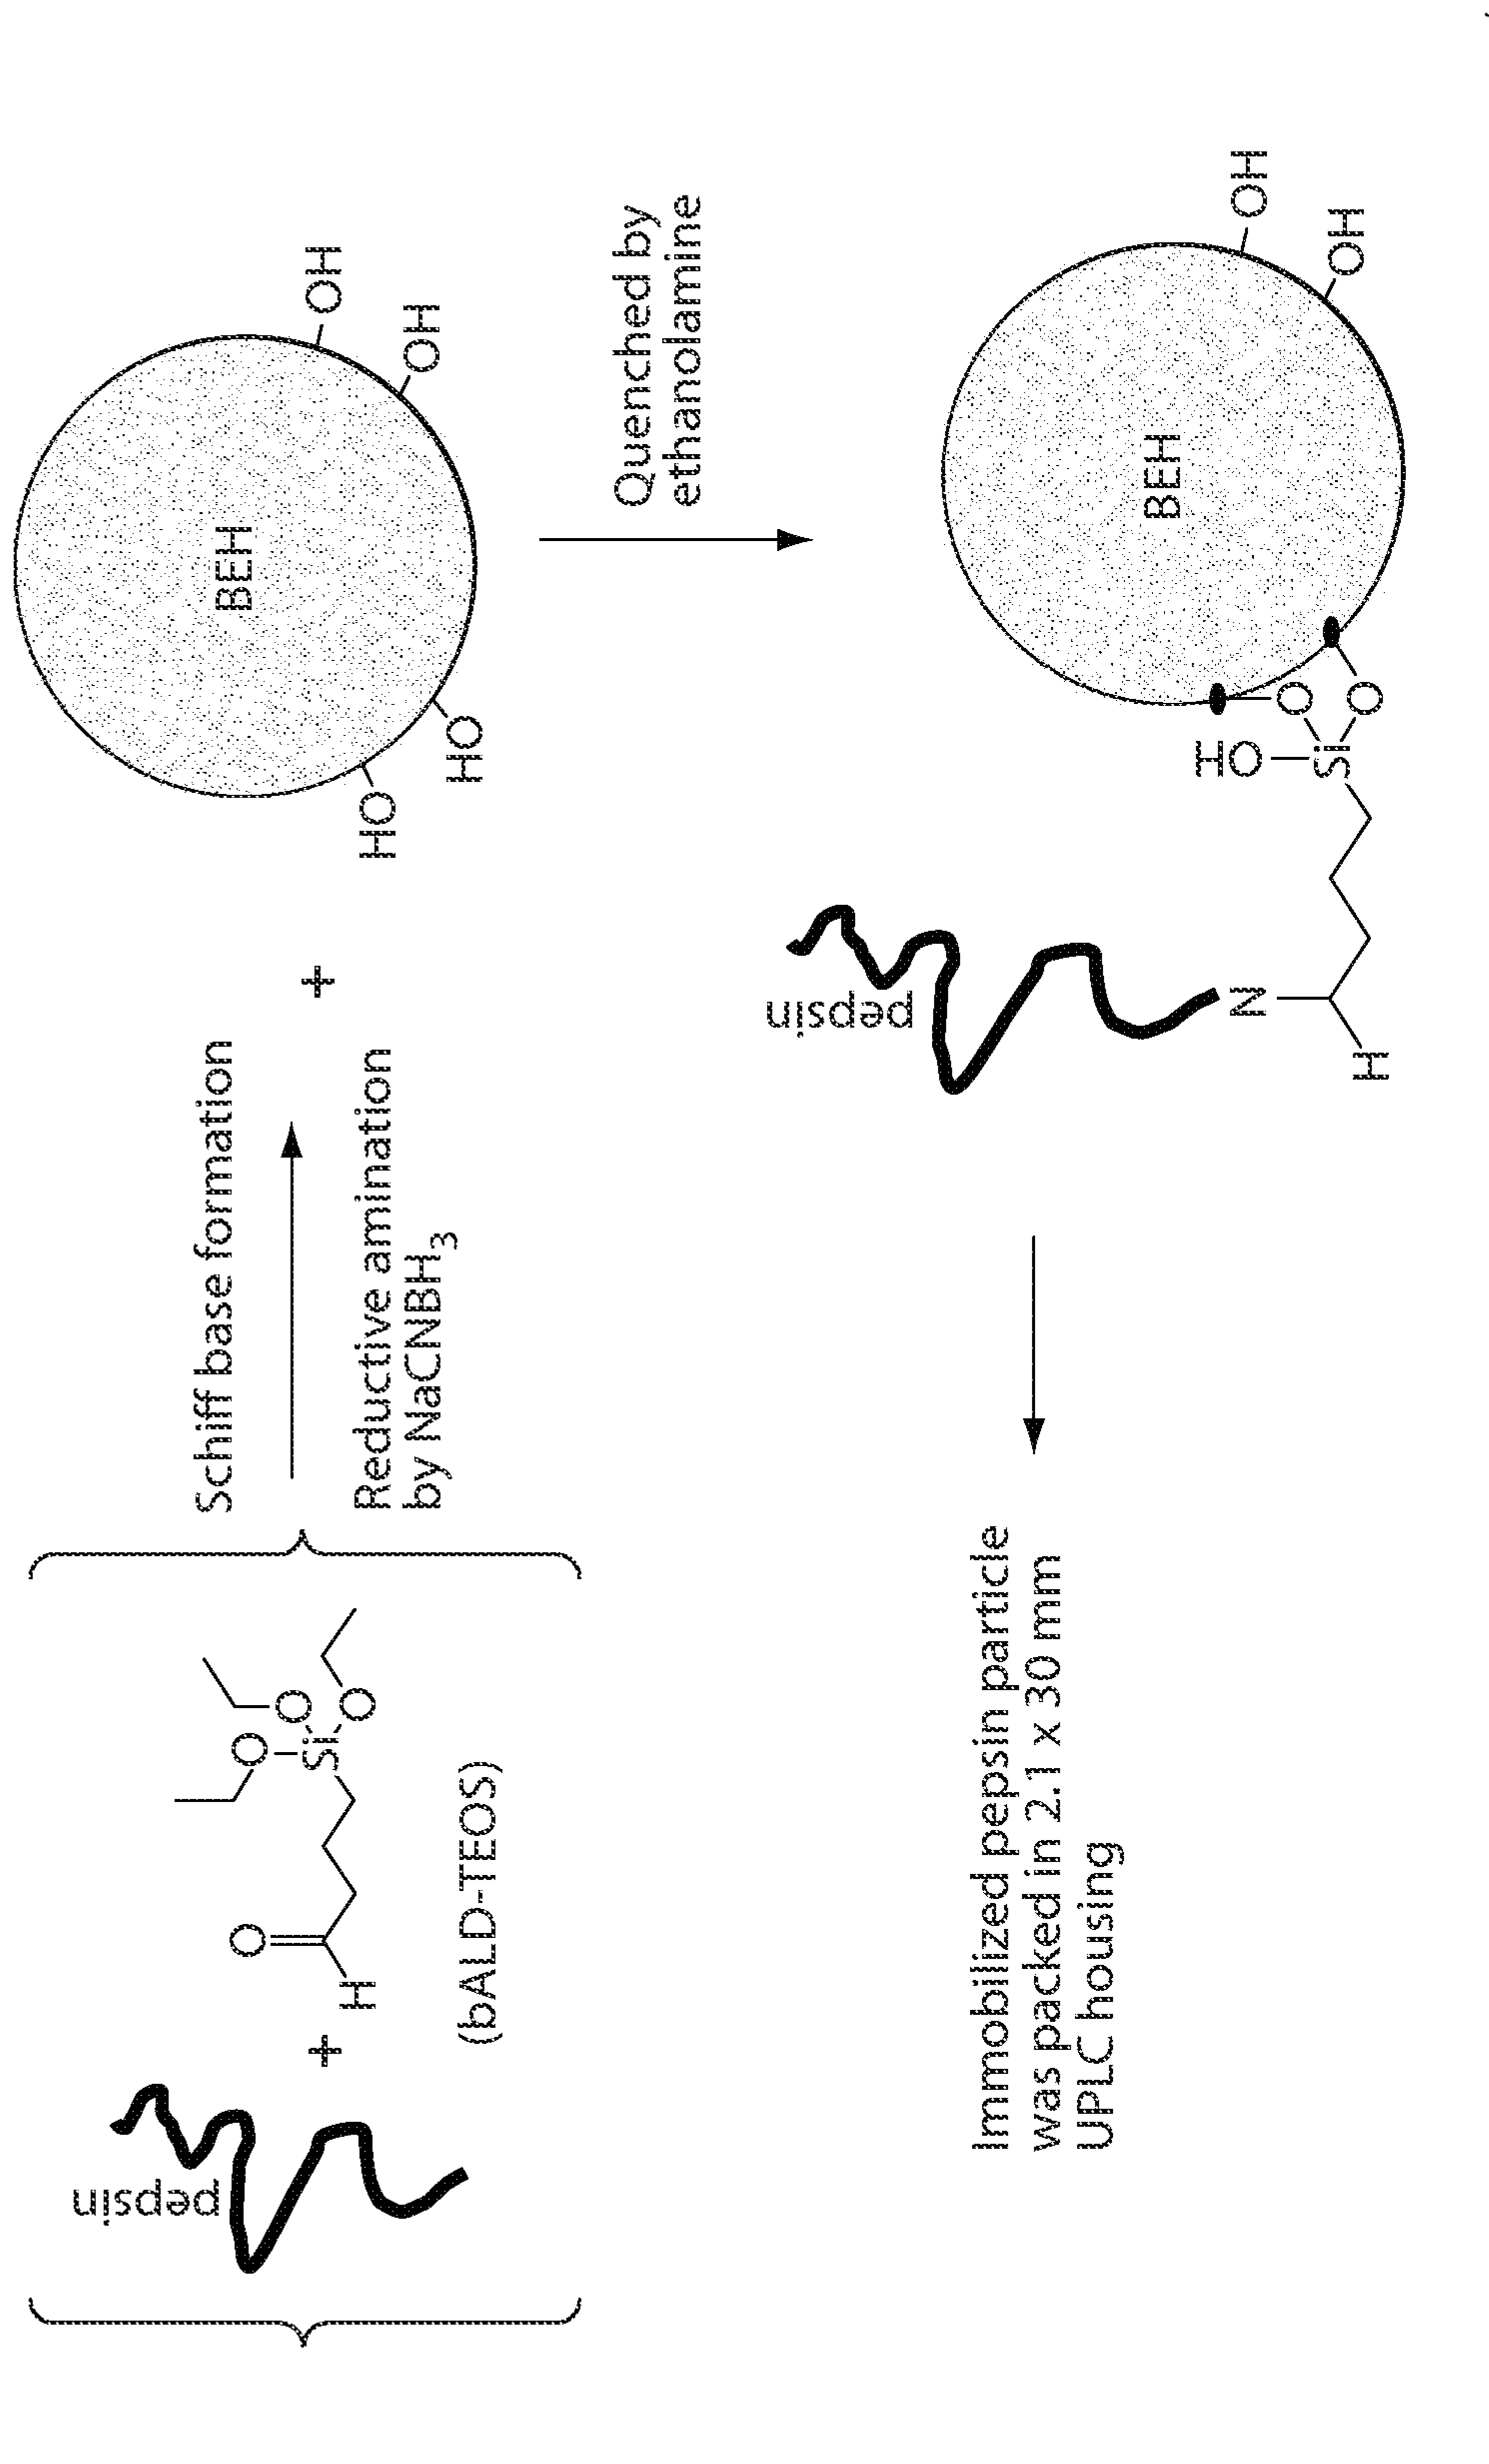 pepsin
+
O
H
O
O
O
Si
(bALD-TEOS)
Schiff base formation
Reductive amination
by NaCNBH3
+
BEH
HO
HO
OH
OH
Quenched by
ethanolamine
pepsin
N
H
OH
Si
O
O
BEH
OH
OH
Immobilized pepsin particle
was packed in 2.1 x 30 mm
UPLC housing